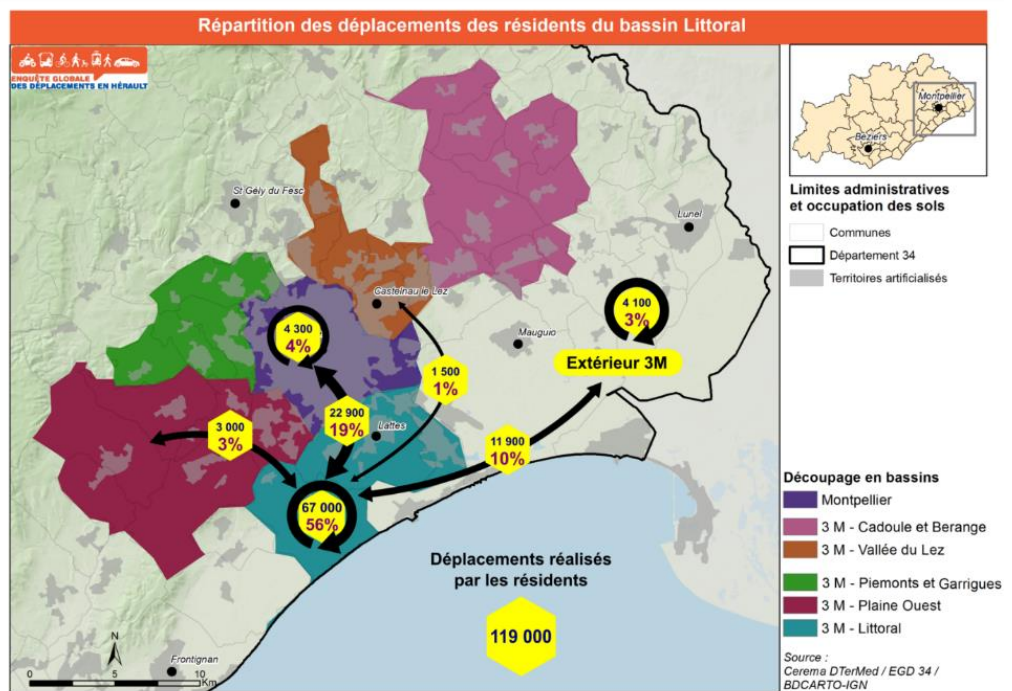 Répartition des déplacements des résidents du bassin Littoral
ENQUÊTE GLOBALE
DES DÉPLACEMENTS EN HÉRAULT
St Gély du Fesc
Lunel
Castelnau le Lez
Mauguio
Lattes
Frontignan
4 300
4%
4 100
3%
Extérieur 3M
1 500
1%
3 000
3%
22 900
19%
11 900
10%
67 000
56%
Déplacements réalisés
par les résidents
119 000
N
0
5
10
Km
Montpellier
Béziers
Limites administratives
et occupation des sols
Communes
Département 34
Territoires artificialisés
Découpage en bassins
Montpellier
3 M - Cadoule et Berange
3 M - Vallée du Lez
3 M - Piemonts et Garrigues
3 M - Plaine Ouest
3 M - Littoral
Source :
Cerema DTerMed / EGD 34 /
BDCARTO-IGN